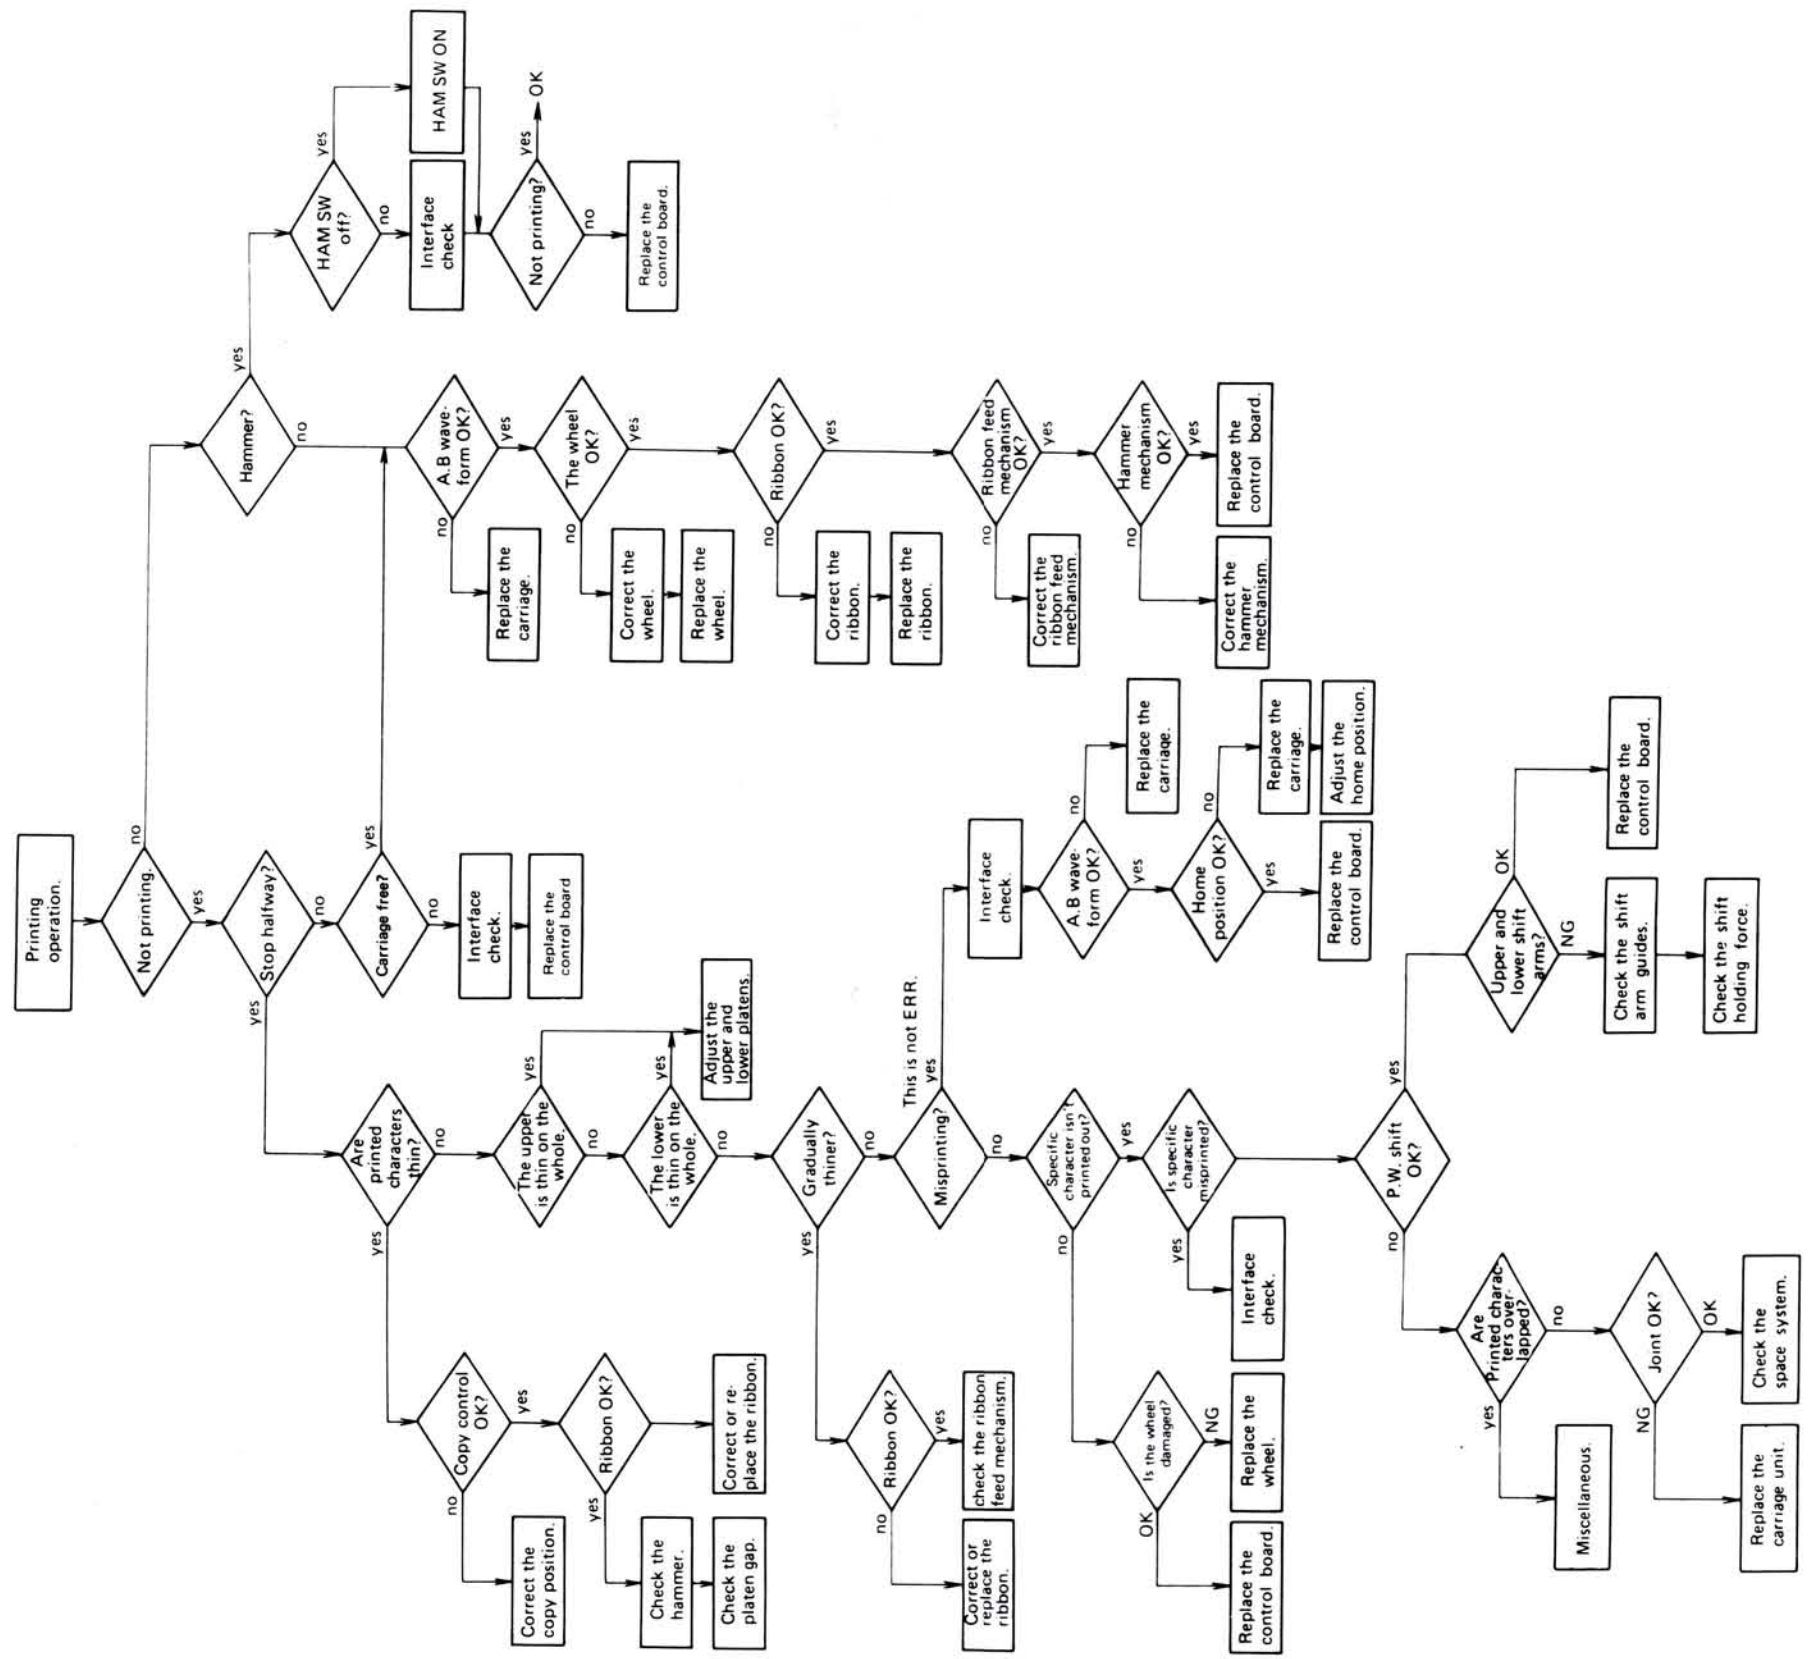 Printing
operation.
Not printing.
no
yes
Hammer?
yes
no
HAM SW
off?
yes
no
HAM SW ON
Interface
check
Not printing?
yes
OK
no
Replace the
control board.
Stop halfway?
yes
no
Carriage free?
yes
no
Interface
check.
Replace the
control board
A.B wave-
form OK?
no
yes
Replace the
carriage.
The wheel
OK?
no
yes
Correct the
wheel.
Replace the
wheel.
Ribbon OK?
no
yes
Correct the
ribbon.
Replace the
ribbon.
Ribbon feed
mechanism
OK?
no
yes
Correct the
ribbon feed
mechanism.
Hammer
mechanism
OK?
no
yes
Correct the
hammer
mechanism.
Replace the
control board.
Are
printed
characters
thin?
yes
no
Copy control
OK?
no
yes
Correct the
copy position.
Ribbon OK?
yes
Check the
hammer.
Check the
platen gap.
Correct or re-
place the ribbon.
The upper
is thin on the
whole.
yes
no
The lower
is thin on the
whole.
yes
no
Adjust the
upper and
lower platens.
Gradually
thiner?
yes
no
Ribbon OK?
no
yes
Correct or
replace the
ribbon.
check the ribbon
feed mechanism.
This is not ERR.
Misprinting?
yes
no
Interface
check.
A.B wave-
form OK?
no
yes
Replace the
carriage.
Home
position OK?
no
yes
Replace the
carriage.
Adjust the
home position.
Replace the
control board.
Specific
character isn't
printed out?
no
yes
Is the wheel
damaged?
OK
NG
Replace the
control board.
Replace the
wheel.
Is specific
character
misprinted?
yes
Interface
check.
P.W. shift
OK?
no
yes
Upper and
lower shift
arms?
OK
NG
Replace the
control board.
Check the shift
arm guides.
Check the shift
holding force.
Are
Printed charac-
ters over-
lapped?
yes
no
Miscellaneous.
Joint OK?
NG
OK
Replace the
carriage unit.
Check the
space system.